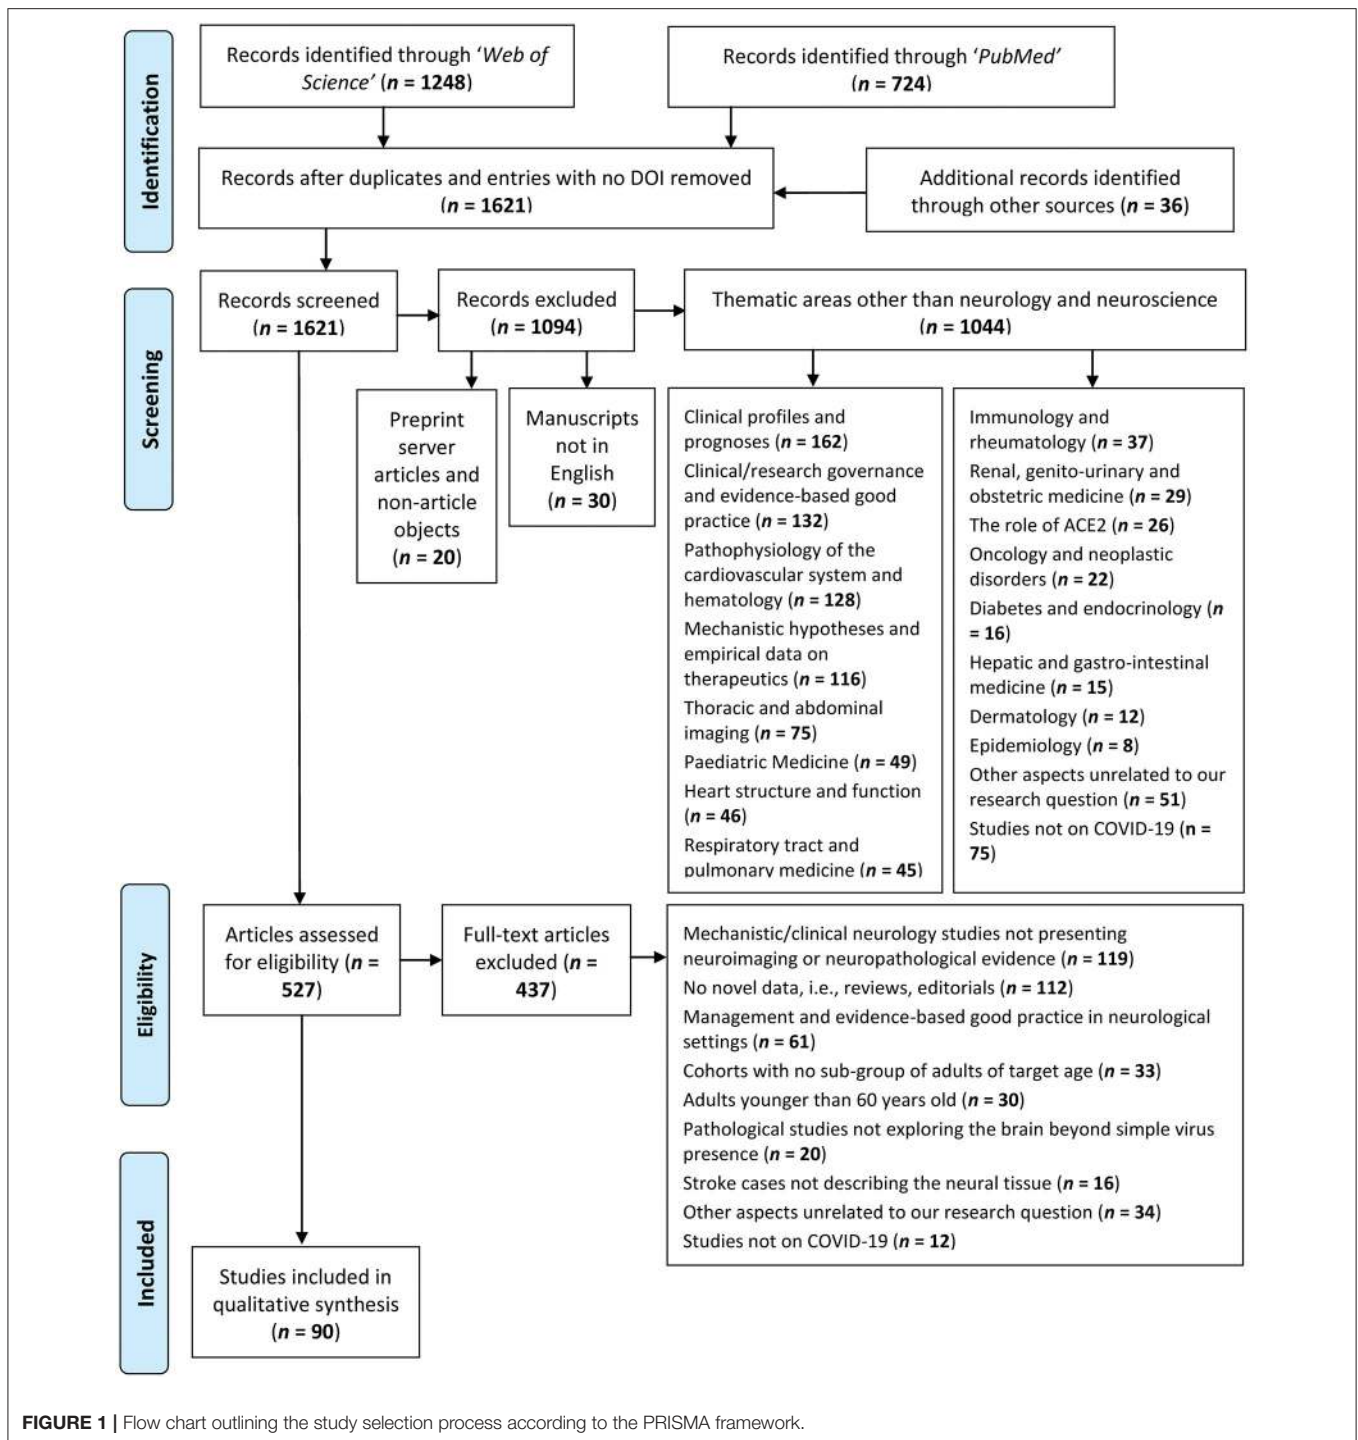 Identification
Records identified through ‘Web of
Science’ (n = 1248)
Records identified through ‘PubMed’
(n = 724)
Records after duplicates and entries with no DOI removed
(n = 1621)
Additional records identified
through other sources (n = 36)
Screening
Records screened
(n = 1621)
Records excluded
(n = 1094)
Thematic areas other than neurology and neuroscience
(n = 1044)
Preprint
server
articles and
non-article
objects
(n = 20)
Manuscripts
not in
English
(n = 30)
Clinical profiles and
prognoses (n = 162)
Clinical/research governance
and evidence-based good
practice (n = 132)
Pathophysiology of the
cardiovascular system and
hematology (n = 128)
Mechanistic hypotheses and
empirical data on
therapeutics (n = 116)
Thoracic and abdominal
imaging (n = 75)
Paediatric Medicine (n = 49)
Heart structure and function
(n = 46)
Respiratory tract and
pulmonary medicine (n = 45)
Immunology and
rheumatology (n = 37)
Renal, genito-urinary and
obstetric medicine (n = 29)
The role of ACE2 (n = 26)
Oncology and neoplastic
disorders (n = 22)
Diabetes and endocrinology (n
= 16)
Hepatic and gastro-intestinal
medicine (n = 15)
Dermatology (n = 12)
Epidemiology (n = 8)
Other aspects unrelated to our
research question (n = 51)
Studies not on COVID-19 (n =
75)
Eligibility
Articles assessed
for eligibility (n =
527)
Full-text articles
excluded (n =
437)
Mechanistic/clinical neurology studies not presenting
neuroimaging or neuropathological evidence (n = 119)
No novel data, i.e., reviews, editorials (n = 112)
Management and evidence-based good practice in neurological
settings (n = 61)
Cohorts with no sub-group of adults of target age (n = 33)
Adults younger than 60 years old (n = 30)
Pathological studies not exploring the brain beyond simple virus
presence (n = 20)
Stroke cases not describing the neural tissue (n = 16)
Other aspects unrelated to our research question (n = 34)
Studies not on COVID-19 (n = 12)
Included
Studies included in
qualitative synthesis
(n = 90)
FIGURE 1 | Flow chart outlining the study selection process according to the PRISMA framework.